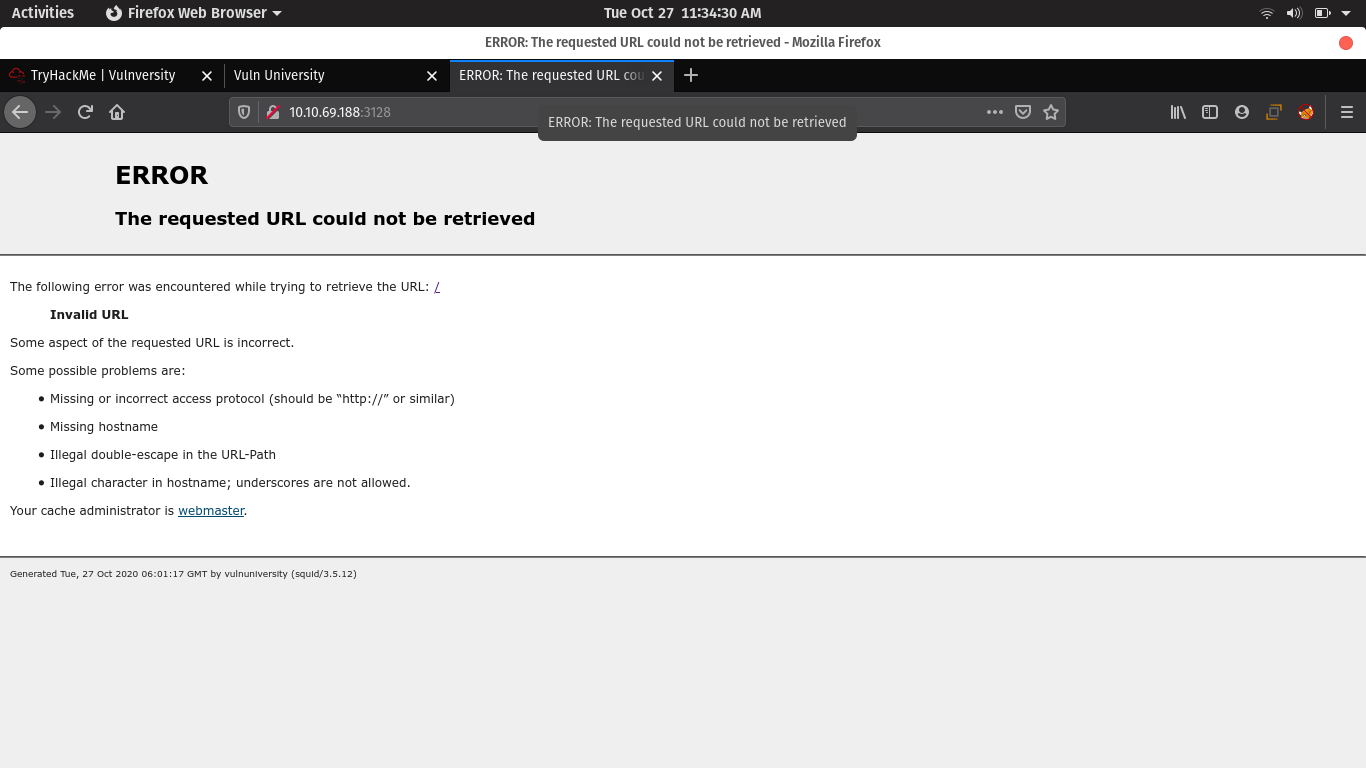 Activities Firefox Web Browser Tue Oct 27 11:34:30 AM
ERROR: The requested URL could not be retrieved - Mozilla Firefox
TryHackMe | Vulnversity Vuln University ERROR: The requested URL cou
10.10.69.188:3128
ERROR: The requested URL could not be retrieved
ERROR
The requested URL could not be retrieved
The following error was encountered while trying to retrieve the URL: /
Invalid URL
Some aspect of the requested URL is incorrect.
Some possible problems are:
• Missing or incorrect access protocol (should be “http://” or similar)
• Missing hostname
• Illegal double-escape in the URL-Path
• Illegal character in hostname; underscores are not allowed.
Your cache administrator is webmaster.
Generated Tue, 27 Oct 2020 06:01:17 GMT by vulnuniversity (squid/3.5.12)